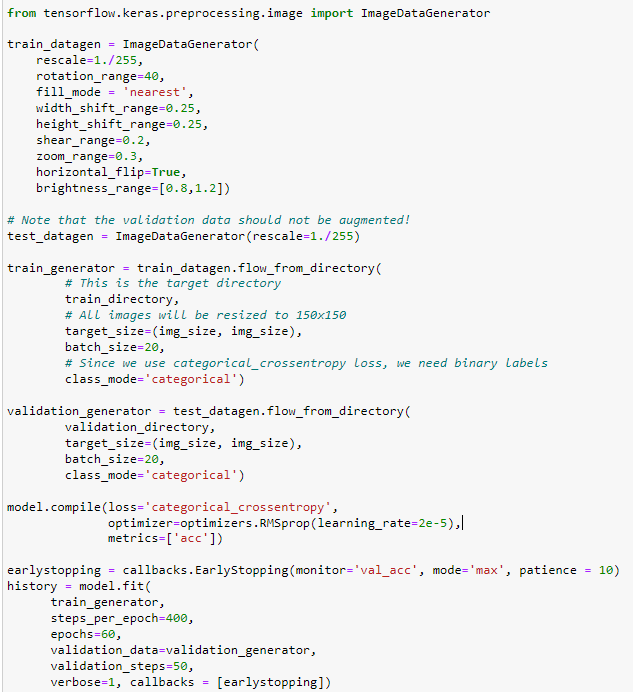 from tensorflow.keras.preprocessing.image import ImageDataGenerator
train_datagen = ImageDataGenerator(
    rescale=1./255,
    rotation_range=40,
    fill_mode = 'nearest',
    width_shift_range=0.25,
    height_shift_range=0.25,
    shear_range=0.2,
    zoom_range=0.3,
    horizontal_flip=True,
    brightness_range=[0.8,1.2])
# Note that the validation data should not be augmented!
test_datagen = ImageDataGenerator(rescale=1./255)
train_generator = train_datagen.flow_from_directory(
        # This is the target directory
        train_directory,
        # All images will be resized to 150x150
        target_size=(img_size, img_size),
        batch_size=20,
        # Since we use categorical_crossentropy loss, we need binary labels
        class_mode='categorical')
validation_generator = test_datagen.flow_from_directory(
        validation_directory,
        target_size=(img_size, img_size),
        batch_size=20,
        class_mode='categorical')
model.compile(loss='categorical_crossentropy',
              optimizer=optimizers.RMSprop(learning_rate=2e-5),
              metrics=['acc'])
earlystopping = callbacks.EarlyStopping(monitor='val_acc', mode='max', patience = 10)
history = model.fit(
      train_generator,
      steps_per_epoch=400,
      epochs=60,
      validation_data=validation_generator,
      validation_steps=50,
      verbose=1, callbacks = [earlystopping])